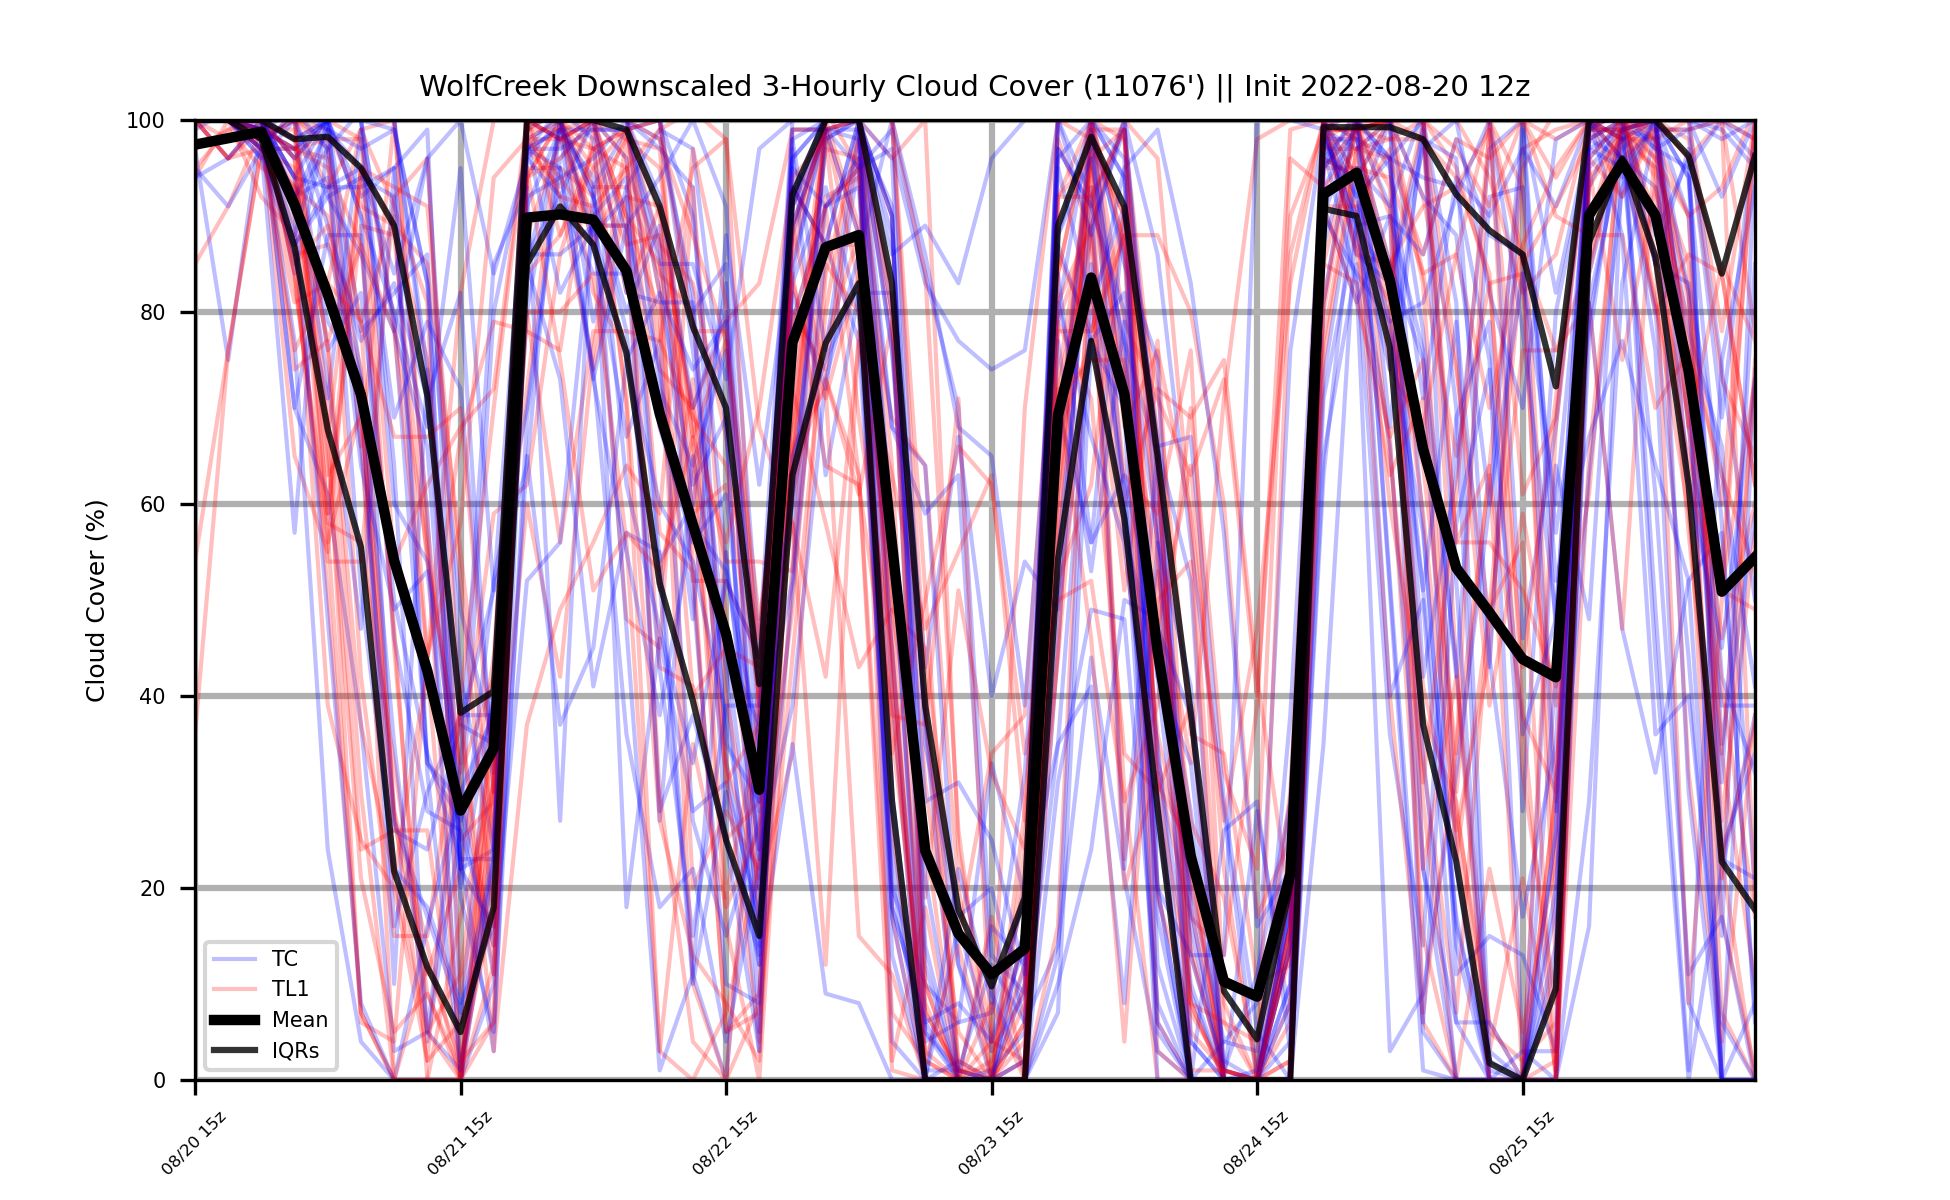 WolfCreek Downscaled 3-Hourly Cloud Cover (11076') || Init 2022-08-20 12z
Cloud Cover (%)
100
80
60
40
20
0
TC
TL1
Mean
IQRs
08/20 15z
08/21 15z
08/22 15z
08/23 15z
08/24 15z
08/25 15z